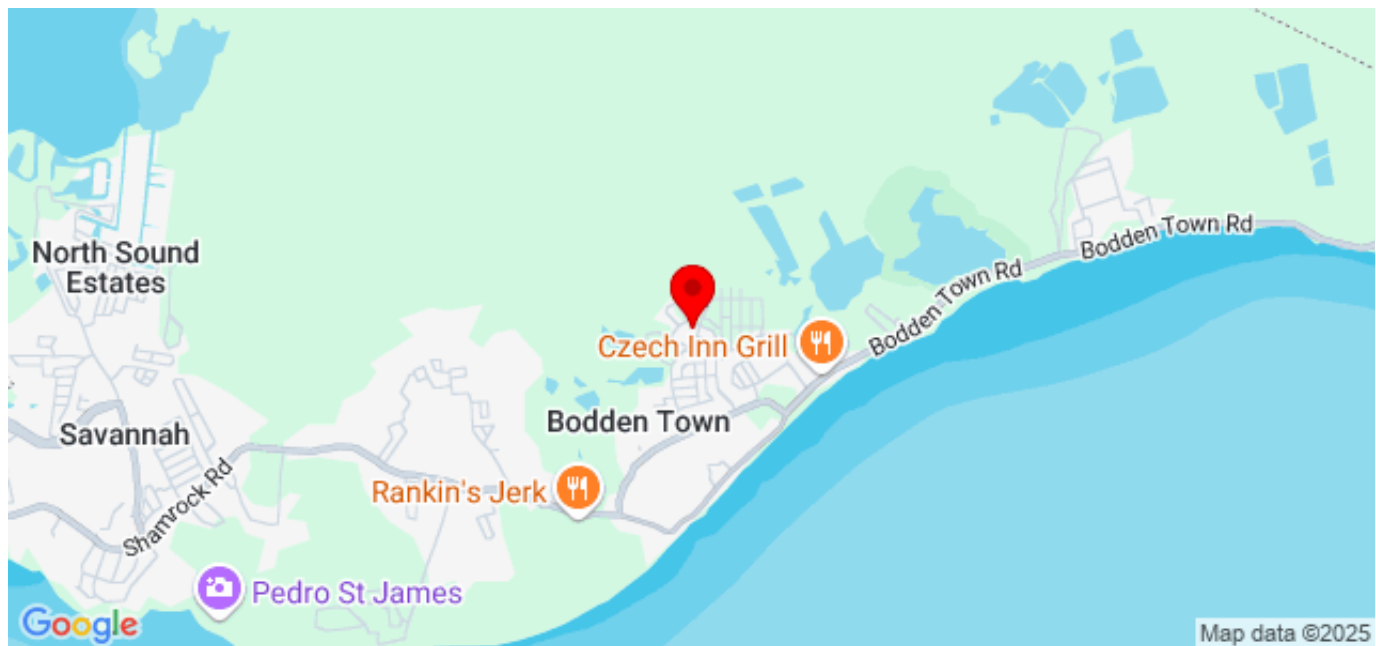 North Sound
Estates
Bodden Town Rd
Bodden Town Rd
Czech Inn Grill
Bodden Town
Savannah
Rankin's Jerk
Shamrock Rd
Pedro St James
Google
Map data ©2025